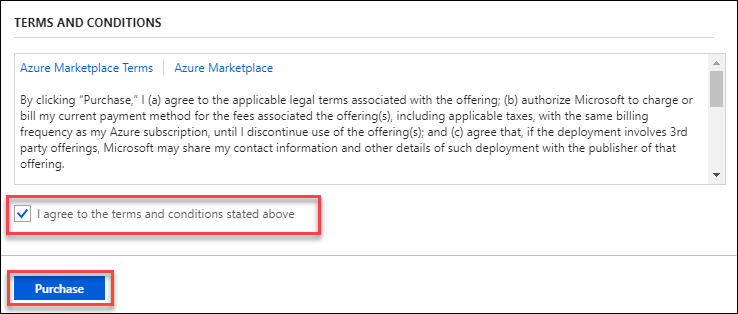 TERMS AND CONDITIONS
Azure Marketplace Terms Azure Marketplace
By clicking "Purchase," I (a) agree to the applicable legal terms associated with the offering; (b) authorize Microsoft to charge or
bill my current payment method for the fees associated the offering(s), including applicable taxes, with the same billing
frequency as my Azure subscription, until I discontinue use of the offering(s); and (c) agree that, if the deployment involves 3rd
party offerings, Microsoft may share my contact information and other details of such deployment with the publisher of that
offering.
I agree to the terms and conditions stated above
Purchase